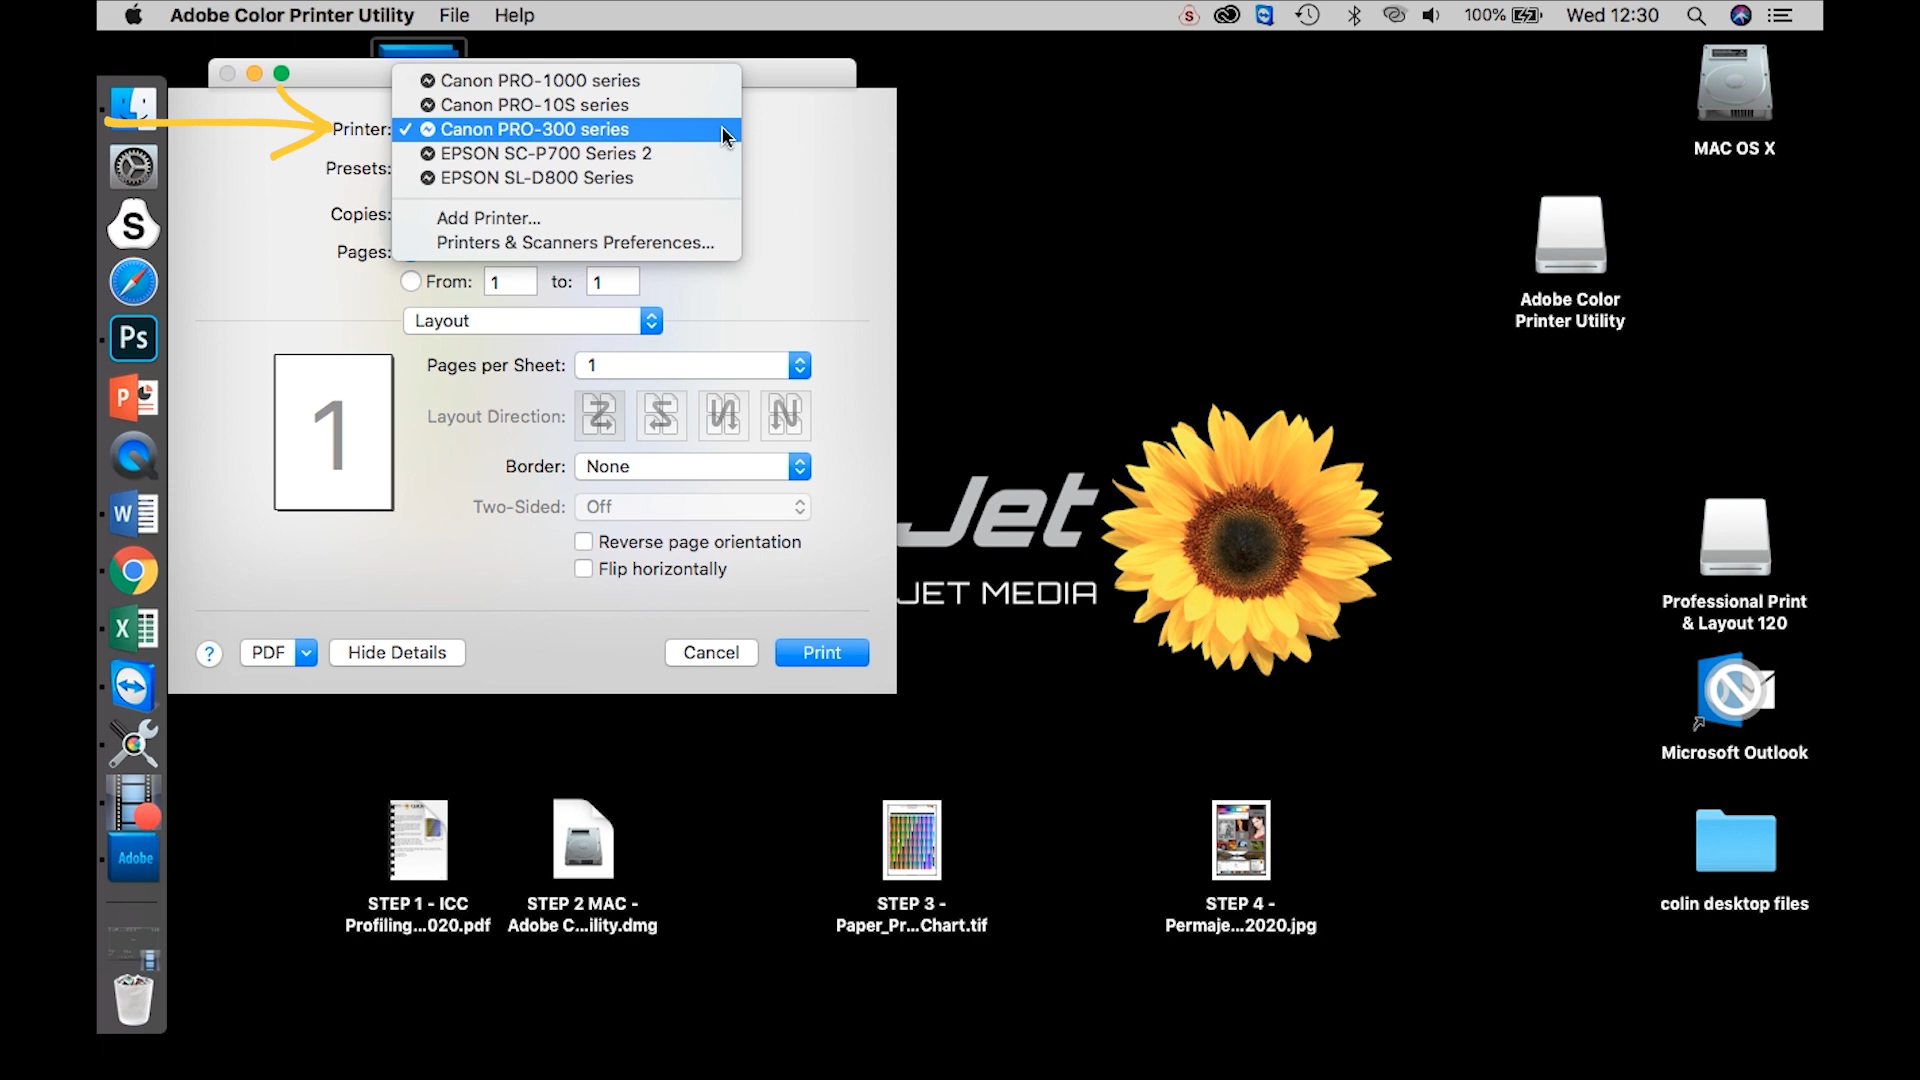 Adobe Color Printer Utility File Help
S 100% Wed 12:30
Canon PRO-1000 series
Canon PRO-10S series
Printer: ✓ Canon PRO-300 series
EPSON SC-P700 Series 2
Presets:
EPSON SL-D800 Series
Copies:
Add Printer...
Printers & Scanners Preferences...
Pages:
From: 1 to: 1
Layout
Pages per Sheet: 1
1
Layout Direction:
Border: None
Two-Sided: Off
Reverse page orientation
Flip horizontally
? PDF Hide Details Cancel Print
S
Ps
P
W
X
Adobe
Jet
JET MEDIA
MAC OS X
Adobe Color
Printer Utility
Professional Print
& Layout 120
Microsoft Outlook
colin desktop files
STEP 1 - ICC
Profiling...020.pdf
STEP 2 MAC -
Adobe C...ility.dmg
STEP 3 -
Paper_Pr...Chart.tif
STEP 4 -
Permaje...2020.jpg